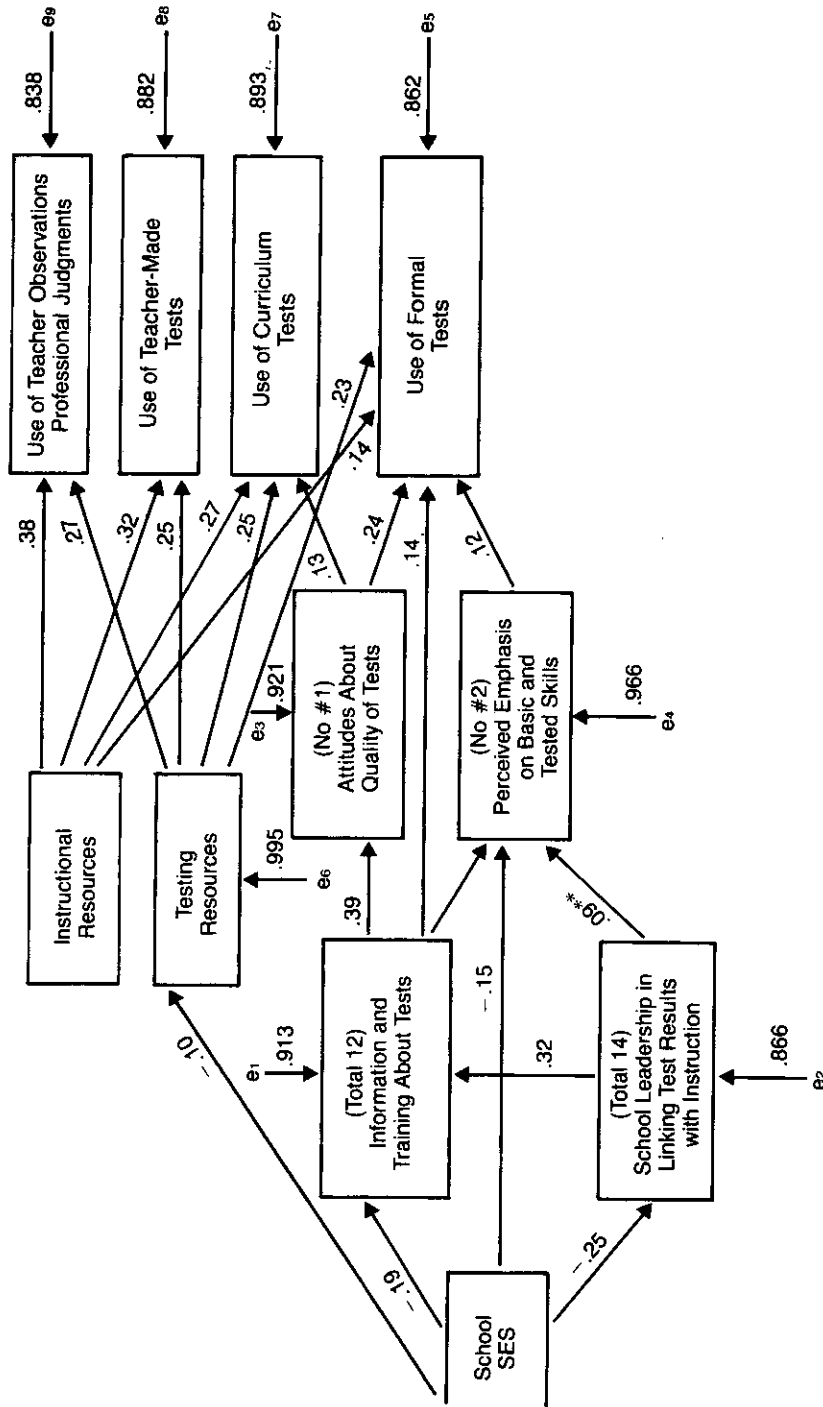 School
SES
-.10
-.19
-.15
-.25
e1
.913
(Total 12)
Information and
Training About Tests
.32
(Total 14)
School Leadership in
Linking Test Results
with Instruction
.866
e2
Instructional
Resources
Testing
Resources
.995
e6
.39
.09**
e3
.921
(No #1)
Attitudes About
Quality of Tests
(No #2)
Perceived Emphasis
on Basic and
Tested Skills
.966
e4
.38
.27
.32
.25
.27
.25
.14
.23
.13
.24
.14
.12
Use of Teacher Observations
Professional Judgments
Use of Teacher-Made
Tests
Use of Curriculum
Tests
Use of Formal
Tests
.838
e9
.882
e8
.893
e7
.862
e5